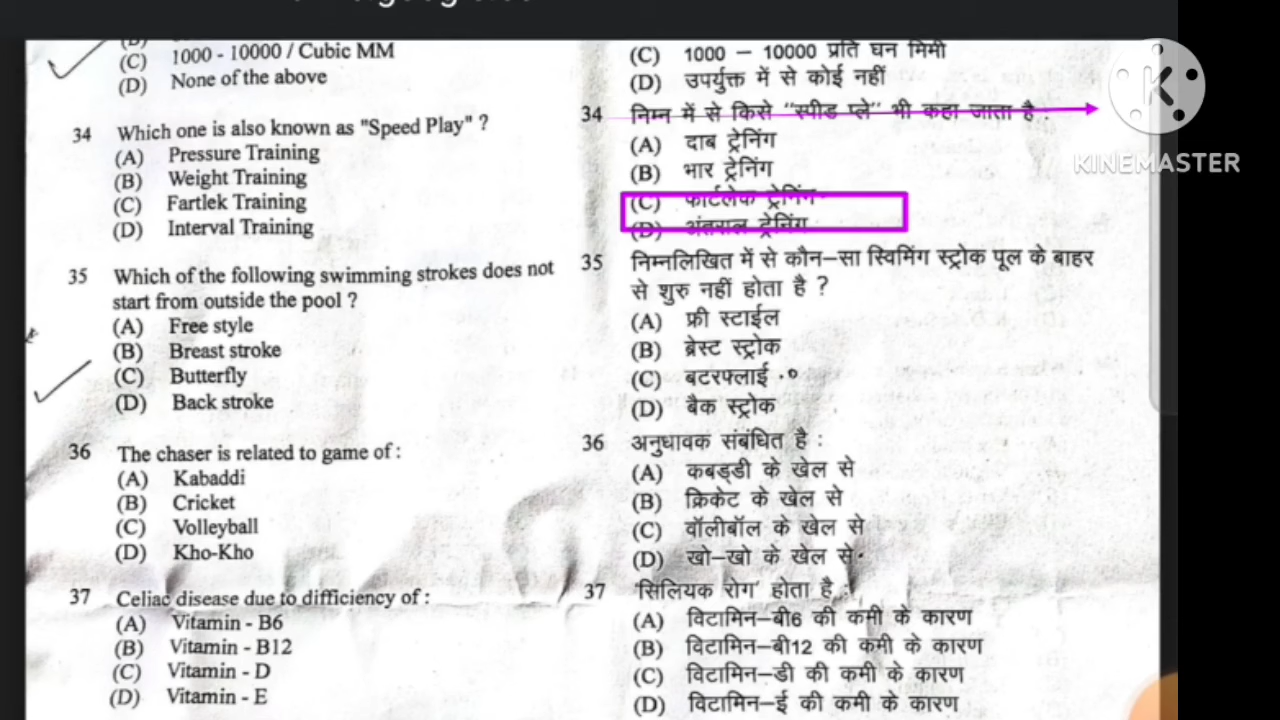 (C) 1000 - 10000 / Cubic MM
(D) None of the above
34 Which one is also known as "Speed Play" ?
(A) Pressure Training
(B) Weight Training
(C) Fartlek Training
(D) Interval Training
35 Which of the following swimming strokes does not
start from outside the pool ?
(A) Free style
(B) Breast stroke
(C) Butterfly
(D) Back stroke
36 The chaser is related to game of :
(A) Kabaddi
(B) Cricket
(C) Volleyball
(D) Kho-Kho
37 Celiac disease due to difficiency of :
(A) Vitamin - B6
(B) Vitamin - B12
(C) Vitamin - D
(D) Vitamin - E
(C) 1000 – 10000 प्रति घन मिमी
(D) उपर्युक्त में से कोई नहीं
34 निम्न में से किसे "स्पीड प्ले" भी कहा जाता है :
(A) दाब ट्रेनिंग
(B) भार ट्रेनिंग
(C) फार्टलेक ट्रेनिंग
(D) अंतराल ट्रेनिंग
35 निम्नलिखित में से कौन–सा स्विमिंग स्ट्रोक पूल के बाहर
से शुरु नहीं होता है ?
(A) फ्री स्टाईल
(B) ब्रेस्ट स्ट्रोक
(C) बटरफ्लाई
(D) बैक स्ट्रोक
36 अनुधावक संबंधित है :
(A) कबड्डी के खेल से
(B) क्रिकेट के खेल से
(C) वॉलीबॉल के खेल से
(D) खो–खो के खेल से
37 'सिलियक रोग' होता है :
(A) विटामिन–बी6 की कमी के कारण
(B) विटामिन–बी12 की कमी के कारण
(C) विटामिन–डी की कमी के कारण
(D) विटामिन–ई की कमी के कारण
KINEMASTER